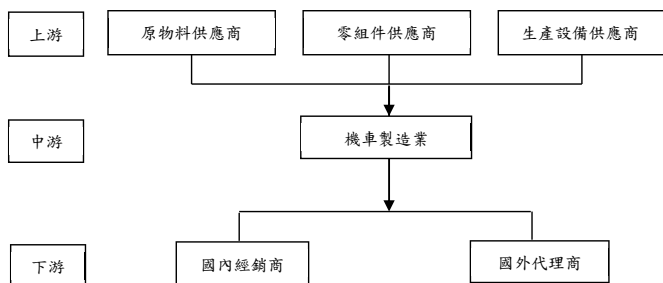 上游
原物料供應商
零組件供應商
生產設備供應商
中游
機車製造業
下游
國內經銷商
國外代理商